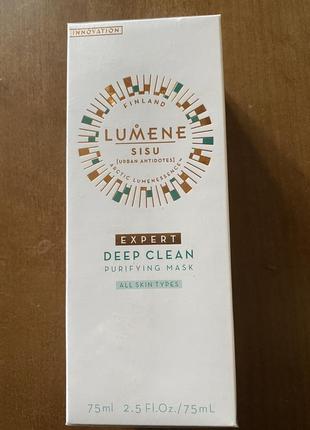 INNOVATION
FINLAND
LUMENE
SISU
[URBAN ANTIDOTES]
ARCTIC LUMENESSENCE
EXPERT
DEEP CLEAN
PURIFYING MASK
ALL SKIN TYPES
75ml 2.5 Fl.Oz./75mL